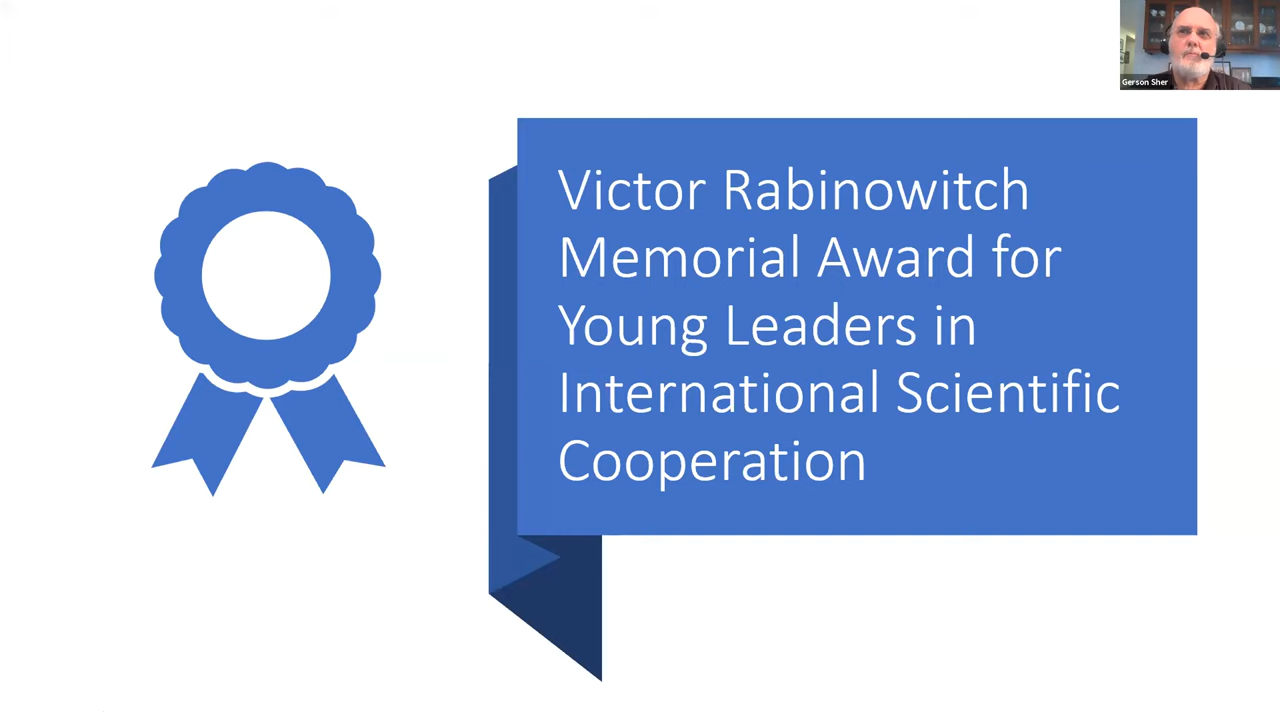 Gerson Sher
Victor Rabinowitch
Memorial Award for
Young Leaders in
International Scientific
Cooperation